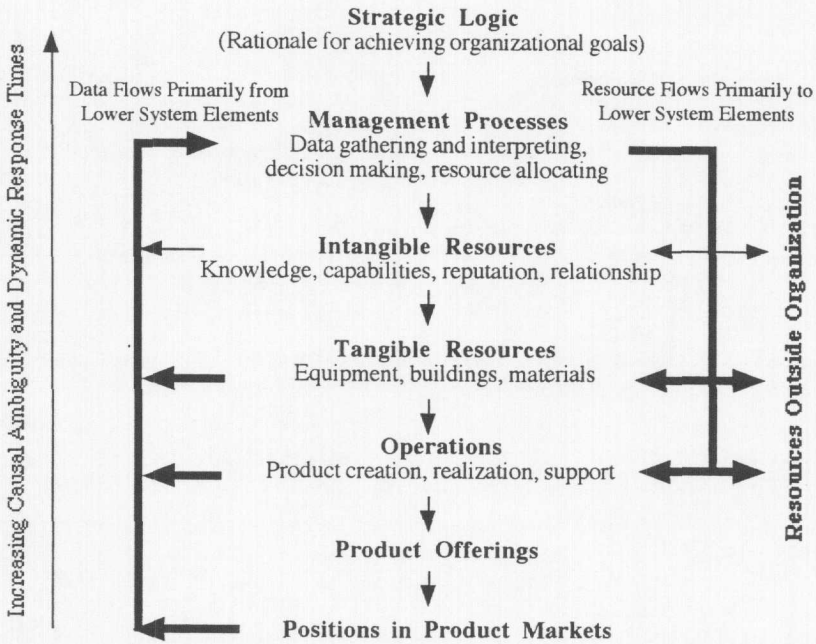 Strategic Logic
(Rationale for achieving organizational goals)
Data Flows Primarily from
Lower System Elements
Resource Flows Primarily to
Lower System Elements
Management Processes
Data gathering and interpreting,
decision making, resource allocating
Intangible Resources
Knowledge, capabilities, reputation, relationship
Tangible Resources
Equipment, buildings, materials
Operations
Product creation, realization, support
Product Offerings
Positions in Product Markets
Increasing Causal Ambiguity and Dynamic Response Times
Resources Outside Organization